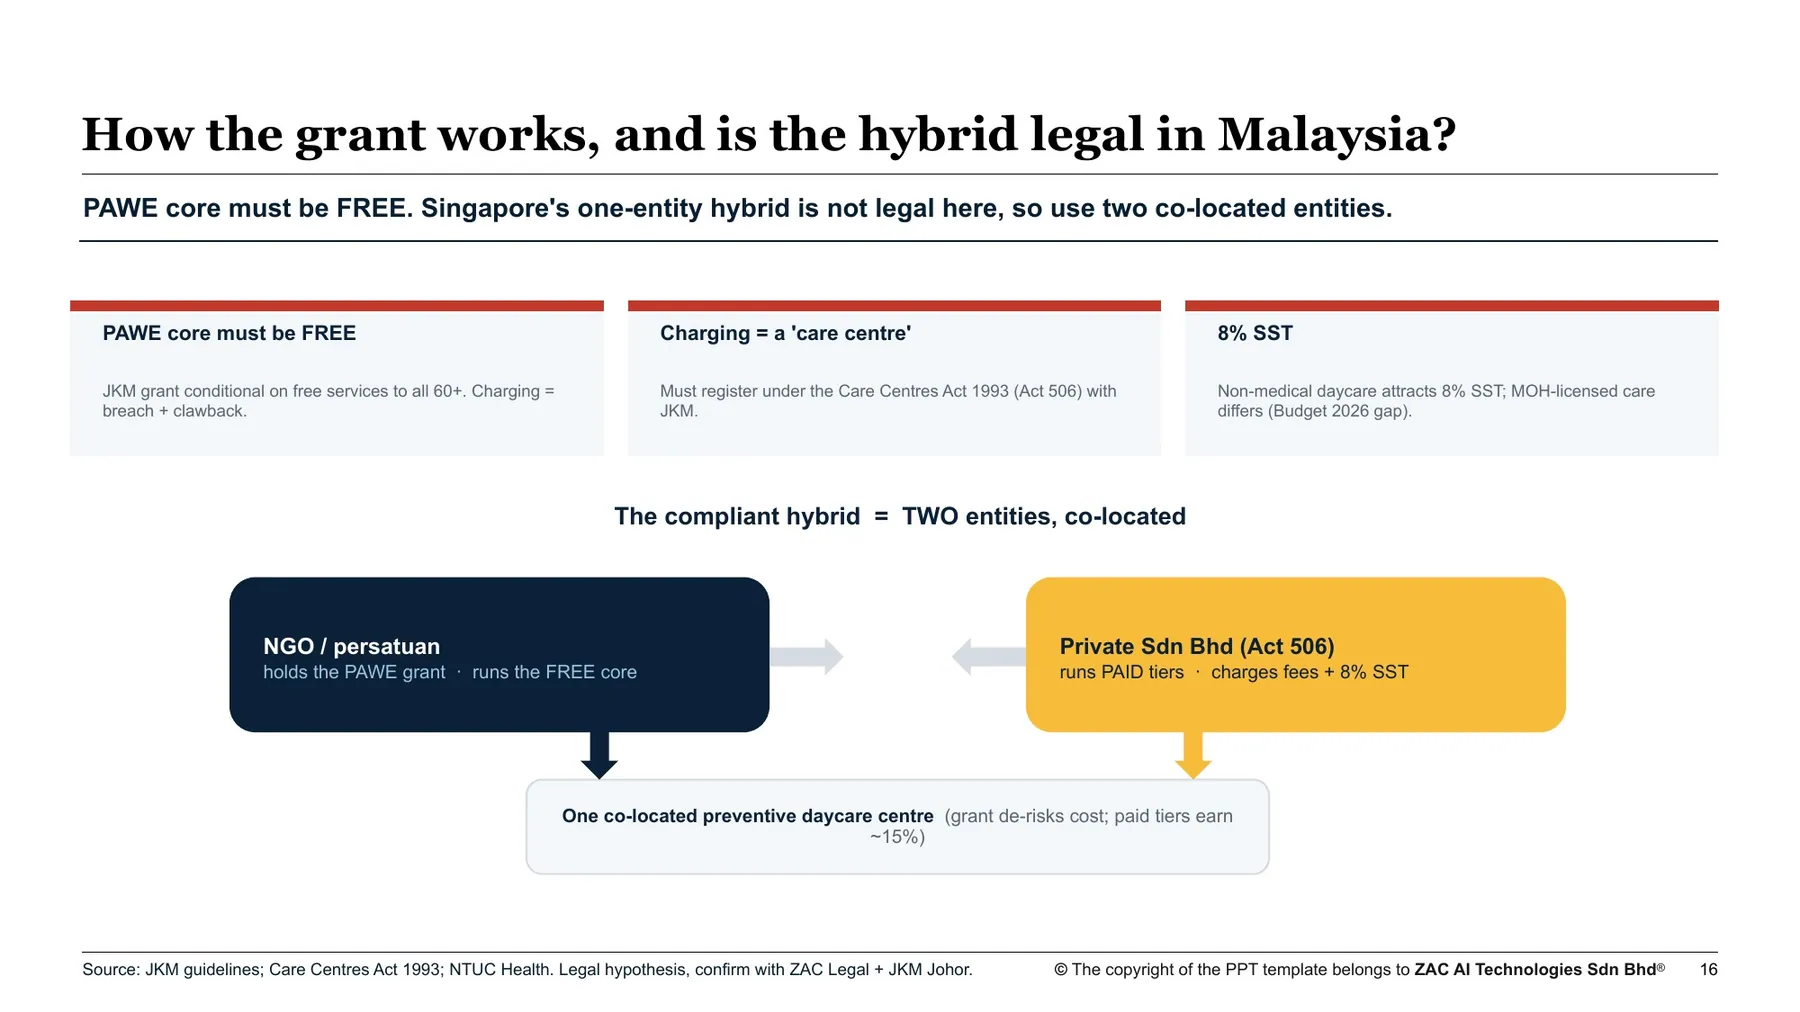 How the grant works, and is the hybrid legal in Malaysia?
PAWE core must be FREE. Singapore's one-entity hybrid is not legal here, so use two co-located entities.
PAWE core must be FREE
JKM grant conditional on free services to all 60+. Charging =
breach + clawback.
Charging = a 'care centre'
Must register under the Care Centres Act 1993 (Act 506) with
JKM.
8% SST
Non-medical daycare attracts 8% SST; MOH-licensed care
differs (Budget 2026 gap).
The compliant hybrid = TWO entities, co-located
NGO / persatuan
holds the PAWE grant · runs the FREE core
Private Sdn Bhd (Act 506)
runs PAID tiers · charges fees + 8% SST
One co-located preventive daycare centre (grant de-risks cost; paid tiers earn
~15%)
Source: JKM guidelines; Care Centres Act 1993; NTUC Health. Legal hypothesis, confirm with ZAC Legal + JKM Johor.
© The copyright of the PPT template belongs to ZAC AI Technologies Sdn Bhd®
16